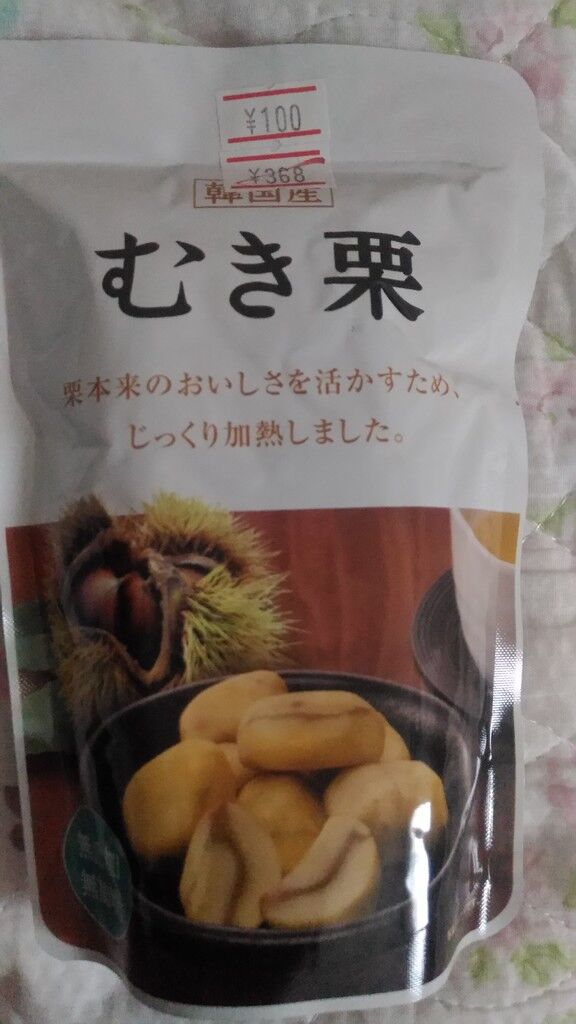 ¥100
¥368
韓国産
むき栗
栗本来のおいしさを活かすため、
じっくり加熱しました。